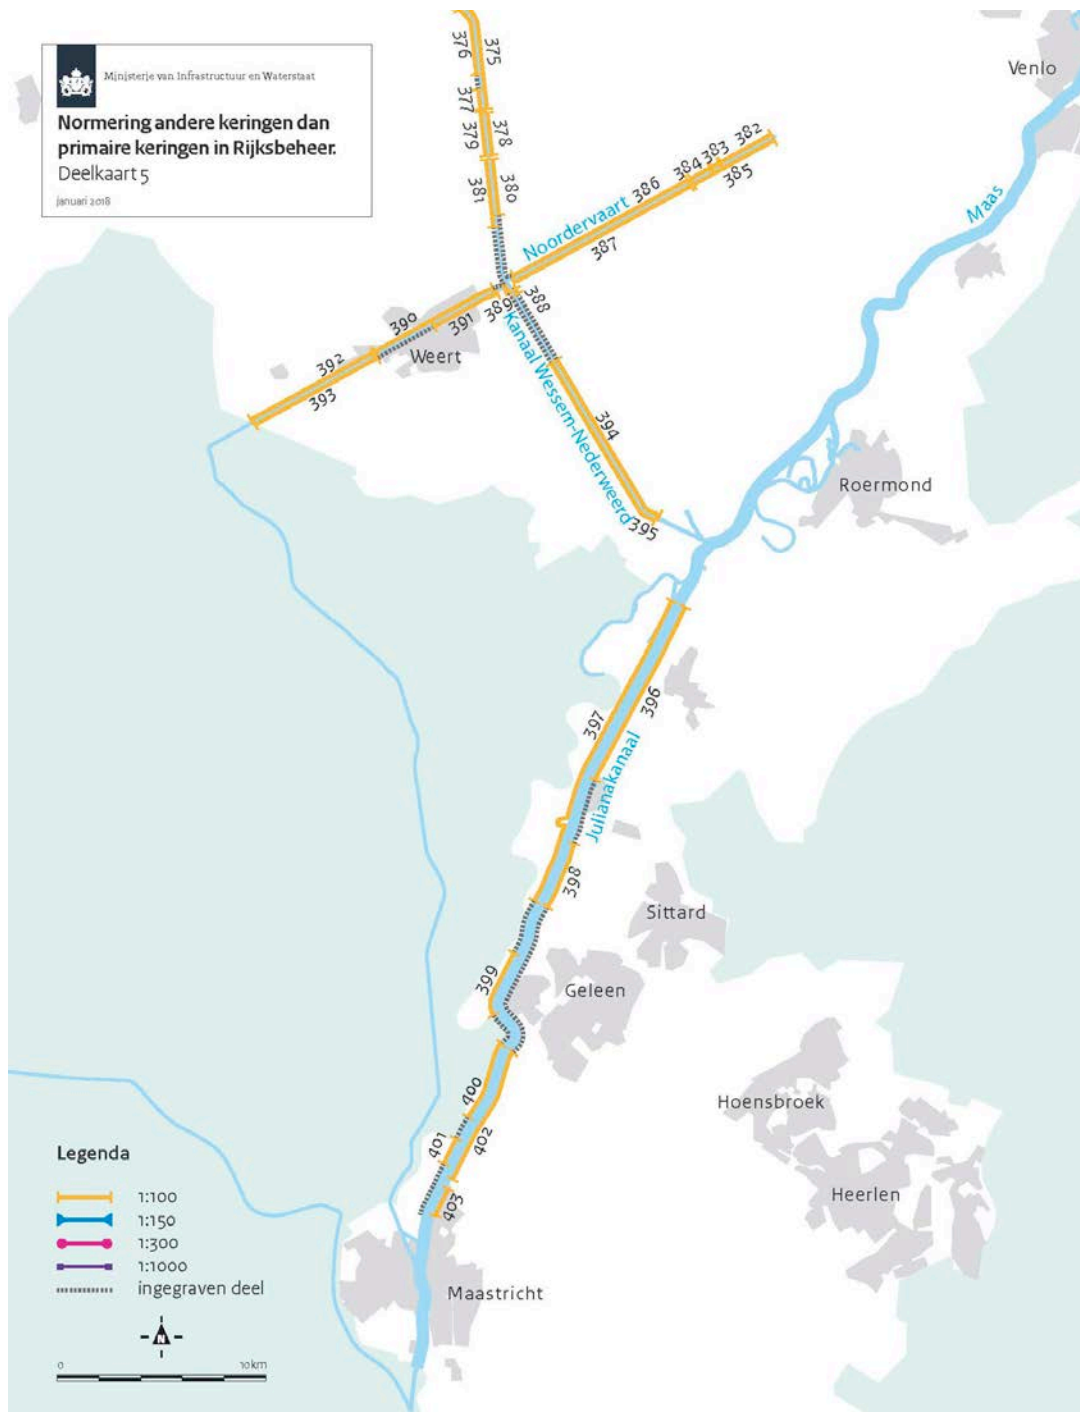 Ministerie van Infrastructuur en Waterstaat
Normering andere keringen dan
primaire keringen in Rijksbeheer.
Deelkaart 5
januari 2018
376
375
377
379
378
381
380
Venlo
382
383
384
385
386
387
Noordervaart
Maas
388
389
390
391
Weert
392
393
Kanaal Wessem-Nederweerd
394
395
Roermond
396
397
Julianakanaal
398
Sittard
399
Geleen
400
Hoensbroek
401
402
403
Heerlen
Maastricht
Legenda
1:100
1:150
1:300
1:1000
ingegraven deel
N
0 10 km